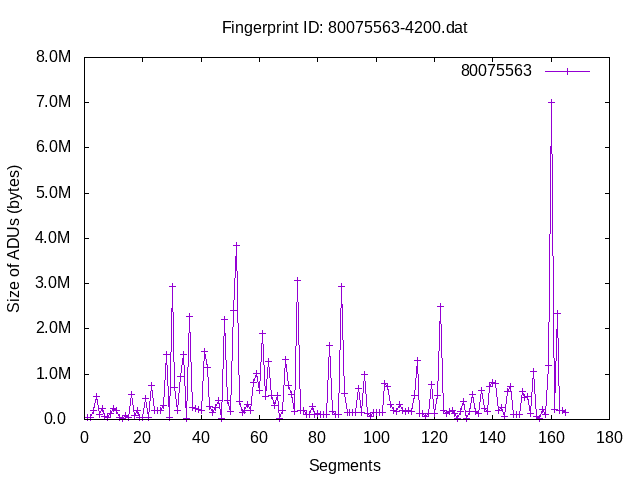 Fingerprint ID: 80075563-4200.dat
8.0M
80075563
7.0M
6.0M
5.0M
4.0M
3.0M
2.0M
1.0M
0.0
Size of ADUs (bytes)
0 20 40 60 80 100 120 140 160 180
Segments